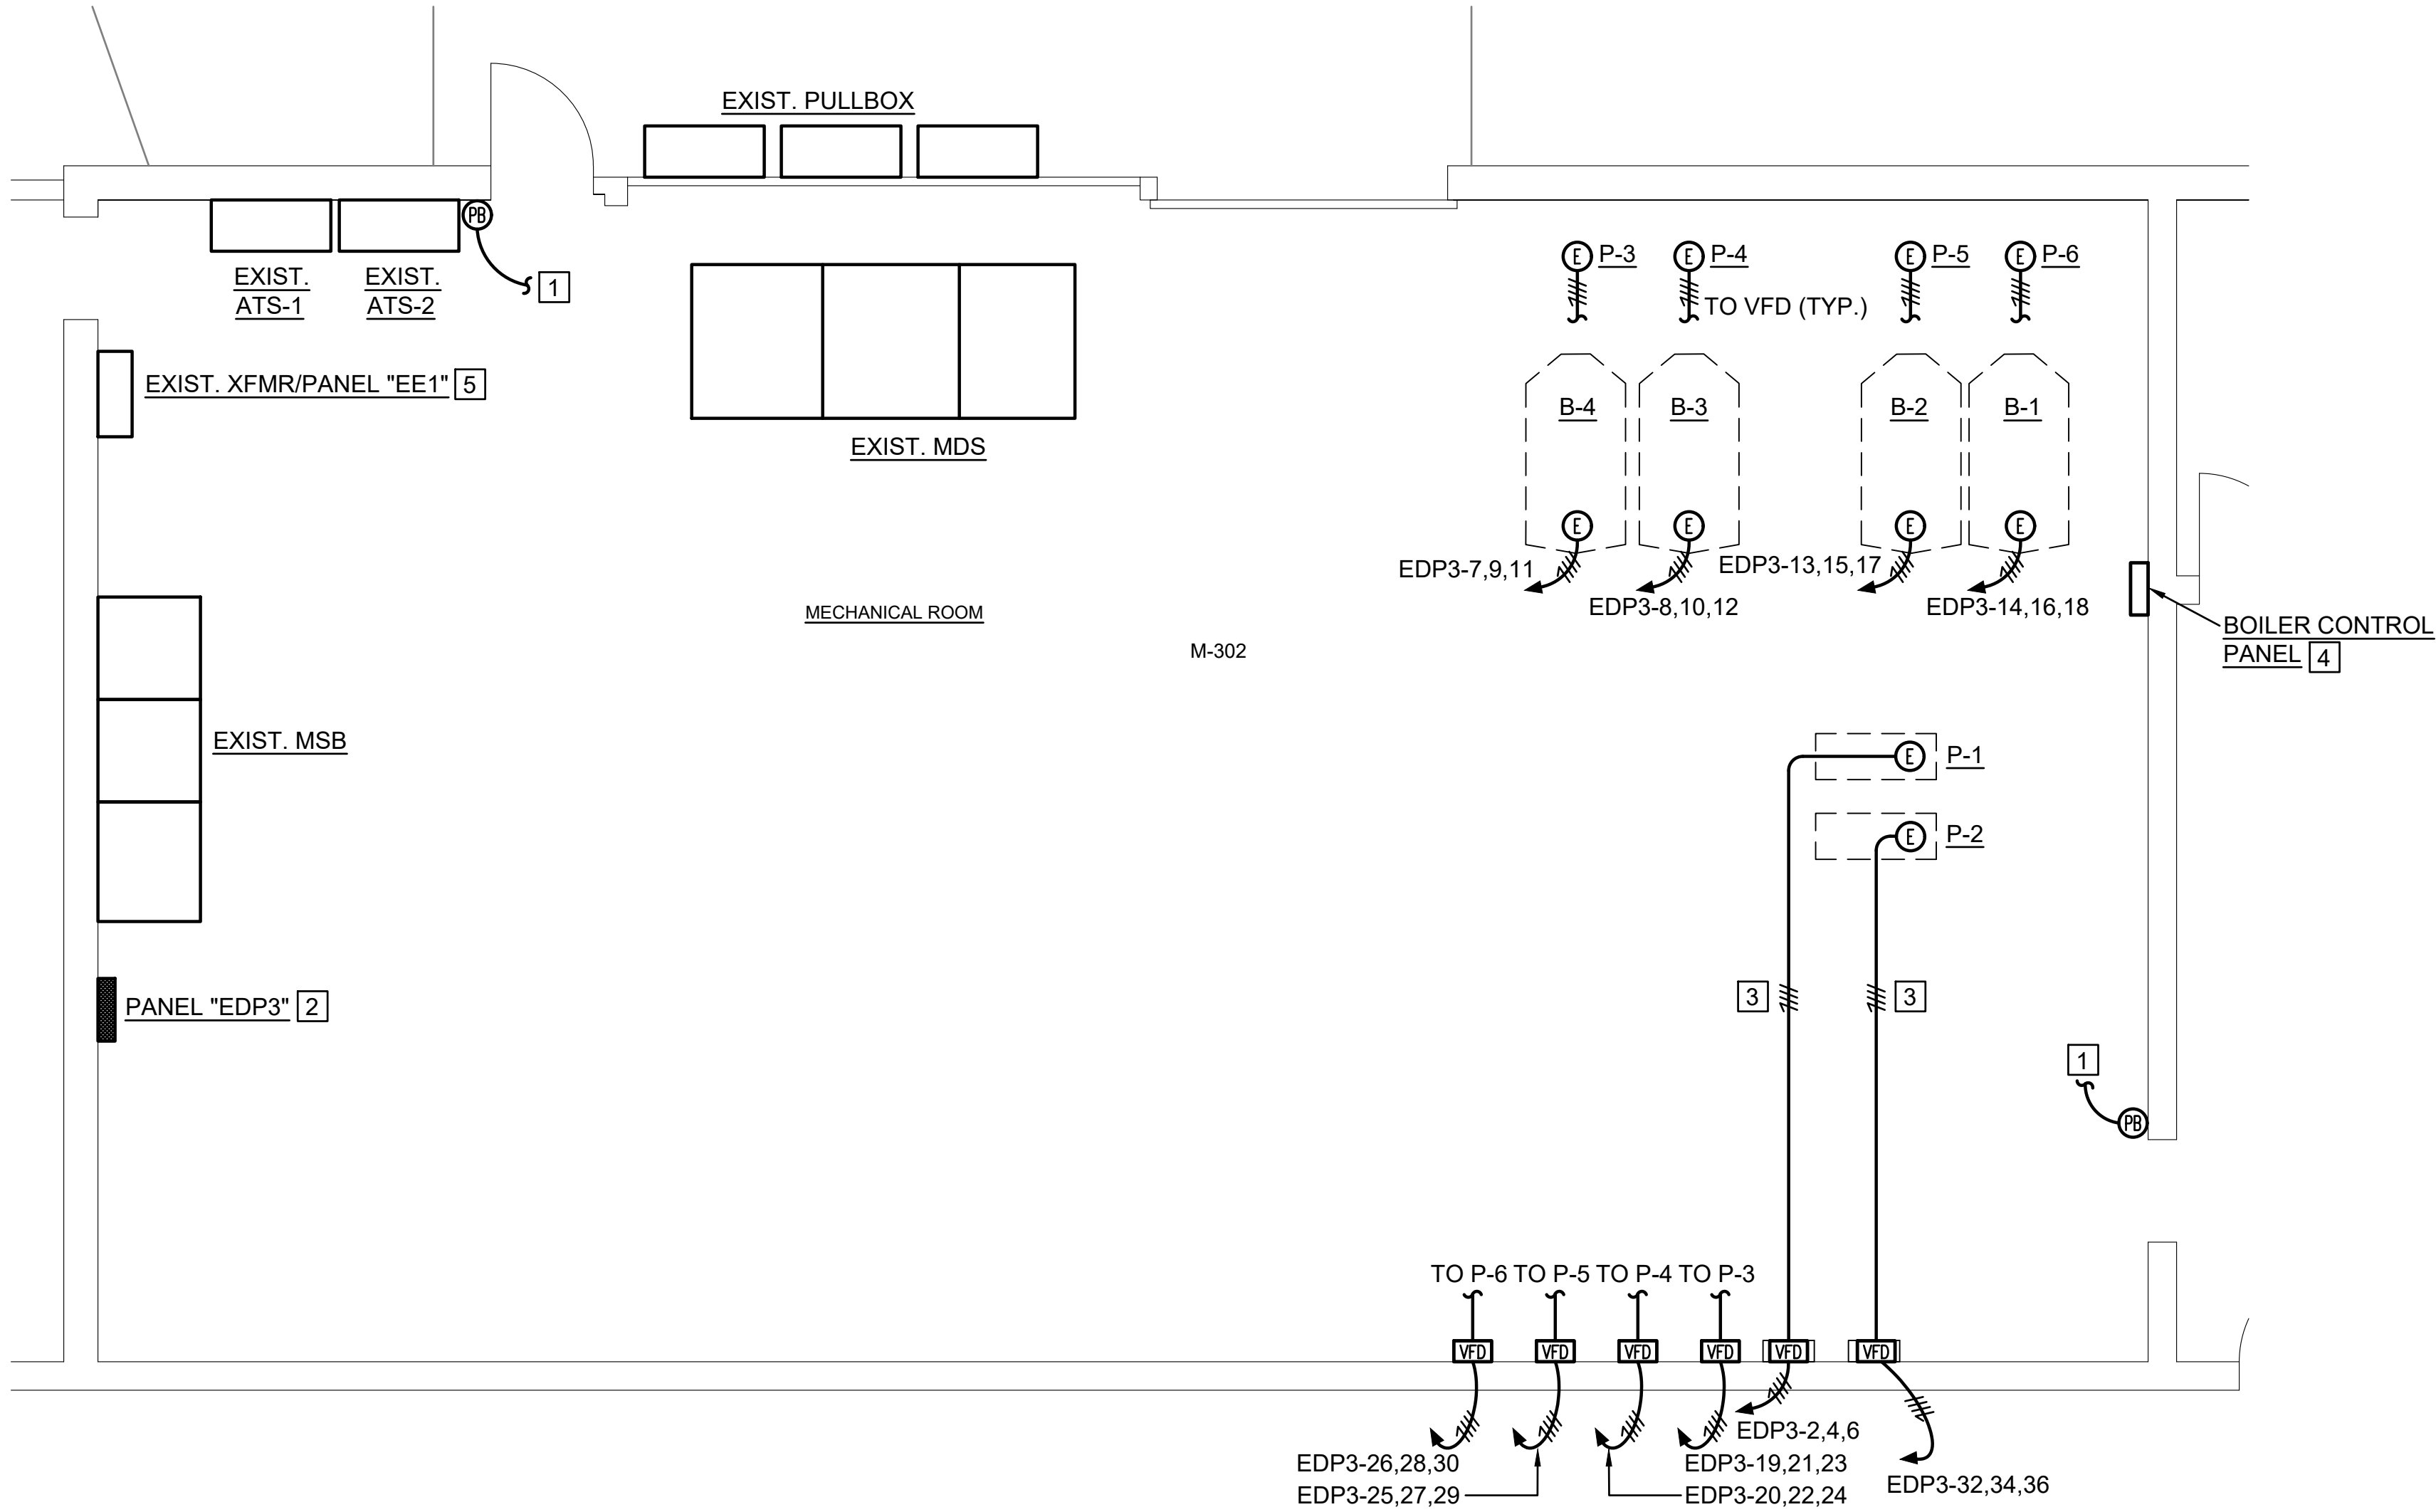 EXIST. PULLBOX
PB
1
EXIST.
ATS-1
EXIST.
ATS-2
EXIST. XFMR/PANEL "EE1" 5
EXIST. MDS
E P-3
E P-4
E P-5
E P-6
TO VFD (TYP.)
B-4
B-3
B-2
B-1
E
E
E
E
EDP3-7,9,11
EDP3-8,10,12
EDP3-13,15,17
EDP3-14,16,18
MECHANICAL ROOM
M-302
BOILER CONTROL
PANEL 4
EXIST. MSB
E P-1
E P-2
PANEL "EDP3" 2
3
3
1
PB
TO P-6
TO P-5
TO P-4
TO P-3
VFD
VFD
VFD
VFD
VFD
VFD
EDP3-2,4,6
EDP3-26,28,30
EDP3-19,21,23
EDP3-32,34,36
EDP3-25,27,29
EDP3-20,22,24